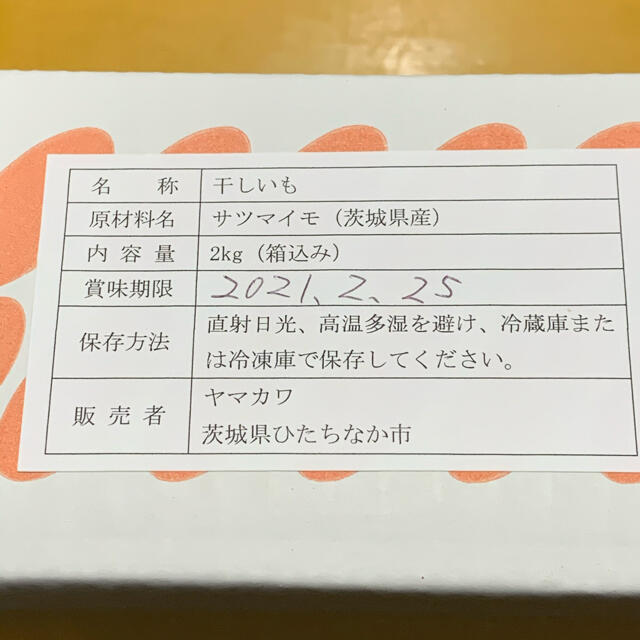 名 称 干しいも
原材料名 サツマイモ（茨城県産）
内容量 2kg（箱込み）
賞味期限 2021、2、25
保存方法 直射日光、高温多湿を避け、冷蔵庫また
は冷凍庫で保存してください。
販売者 ヤマカワ
茨城県ひたちなか市